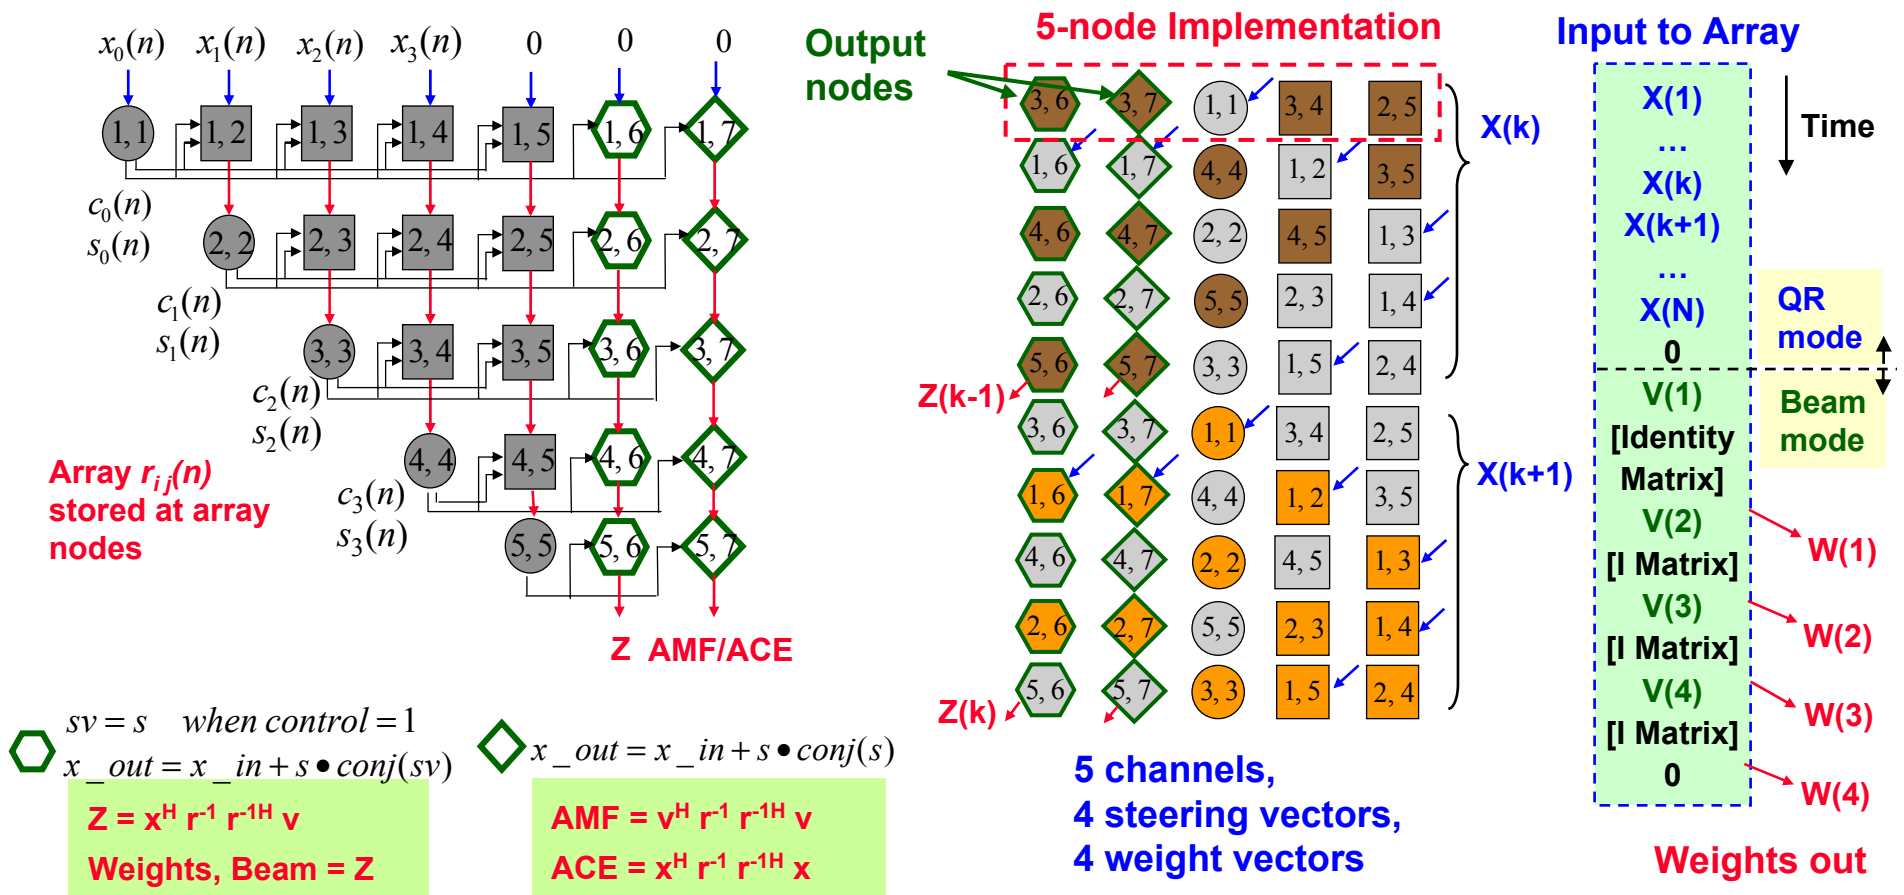 x0(n) x1(n) x2(n) x3(n) 0 0 0
1, 1 1, 2 1, 3 1, 4 1, 5 1, 6 1, 7
c0(n)
s0(n)
2, 2 2, 3 2, 4 2, 5 2, 6 2, 7
c1(n)
s1(n)
3, 3 3, 4 3, 5 3, 6 3, 7
c2(n)
s2(n)
4, 4 4, 5 4, 6 4, 7
c3(n)
s3(n)
5, 5 5, 6 5, 7
Z AMF/ACE
Array rij(n)
stored at array
nodes
sv = s when control = 1
x_out = x_in + s • conj(sv)
Z = xH r-1 r-1H v
Weights, Beam = Z
x_out = x_in + s • conj(s)
AMF = vH r-1 r-1H v
ACE = xH r-1 r-1H x
Output
nodes
5-node Implementation
3, 6 3, 7 1, 1 3, 4 2, 5
1, 6 1, 7 4, 4 1, 2 3, 5
4, 6 4, 7 2, 2 4, 5 1, 3
2, 6 2, 7 5, 5 2, 3 1, 4
5, 6 5, 7 3, 3 1, 5 2, 4
X(k)
Z(k-1)
3, 6 3, 7 1, 1 3, 4 2, 5
1, 6 1, 7 4, 4 1, 2 3, 5
4, 6 4, 7 2, 2 4, 5 1, 3
2, 6 2, 7 5, 5 2, 3 1, 4
5, 6 5, 7 3, 3 1, 5 2, 4
X(k+1)
Z(k)
5 channels,
4 steering vectors,
4 weight vectors
Input to Array
X(1)
...
X(k)
X(k+1)
...
X(N)
0
V(1)
[Identity
Matrix]
V(2)
[I Matrix]
V(3)
[I Matrix]
V(4)
[I Matrix]
0
Time
QR
mode
Beam
mode
W(1)
W(2)
W(3)
W(4)
Weights out